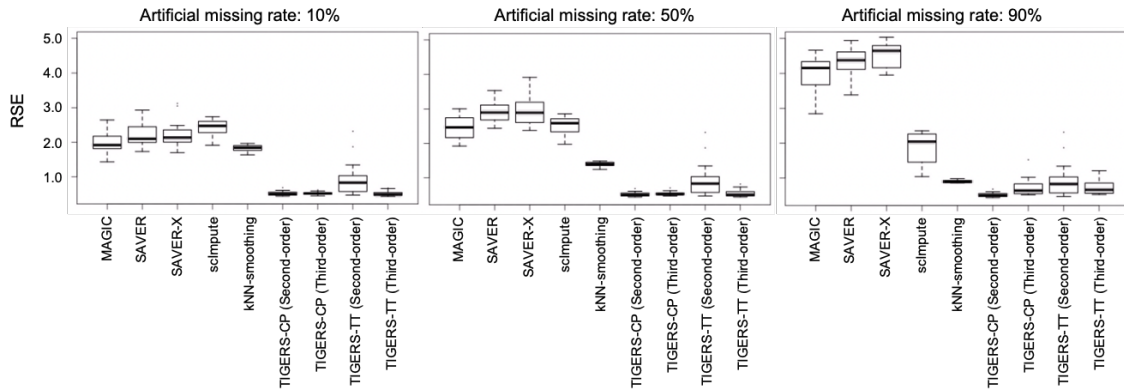 Artificial missing rate: 10%
Artificial missing rate: 50%
Artificial missing rate: 90%
RSE
5.0
4.0
3.0
2.0
1.0
MAGIC
SAVER
SAVER-X
scImpute
kNN-smoothing
TIGERS-CP (Second-order)
TIGERS-CP (Third-order)
TIGERS-TT (Second-order)
TIGERS-TT (Third-order)
MAGIC
SAVER
SAVER-X
scImpute
kNN-smoothing
TIGERS-CP (Second-order)
TIGERS-CP (Third-order)
TIGERS-TT (Second-order)
TIGERS-TT (Third-order)
MAGIC
SAVER
SAVER-X
scImpute
kNN-smoothing
TIGERS-CP (Second-order)
TIGERS-CP (Third-order)
TIGERS-TT (Second-order)
TIGERS-TT (Third-order)